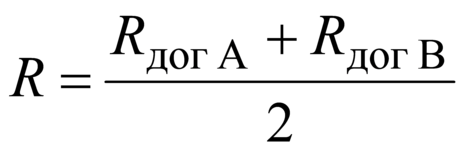 R = (R дог А + R дог В) / 2